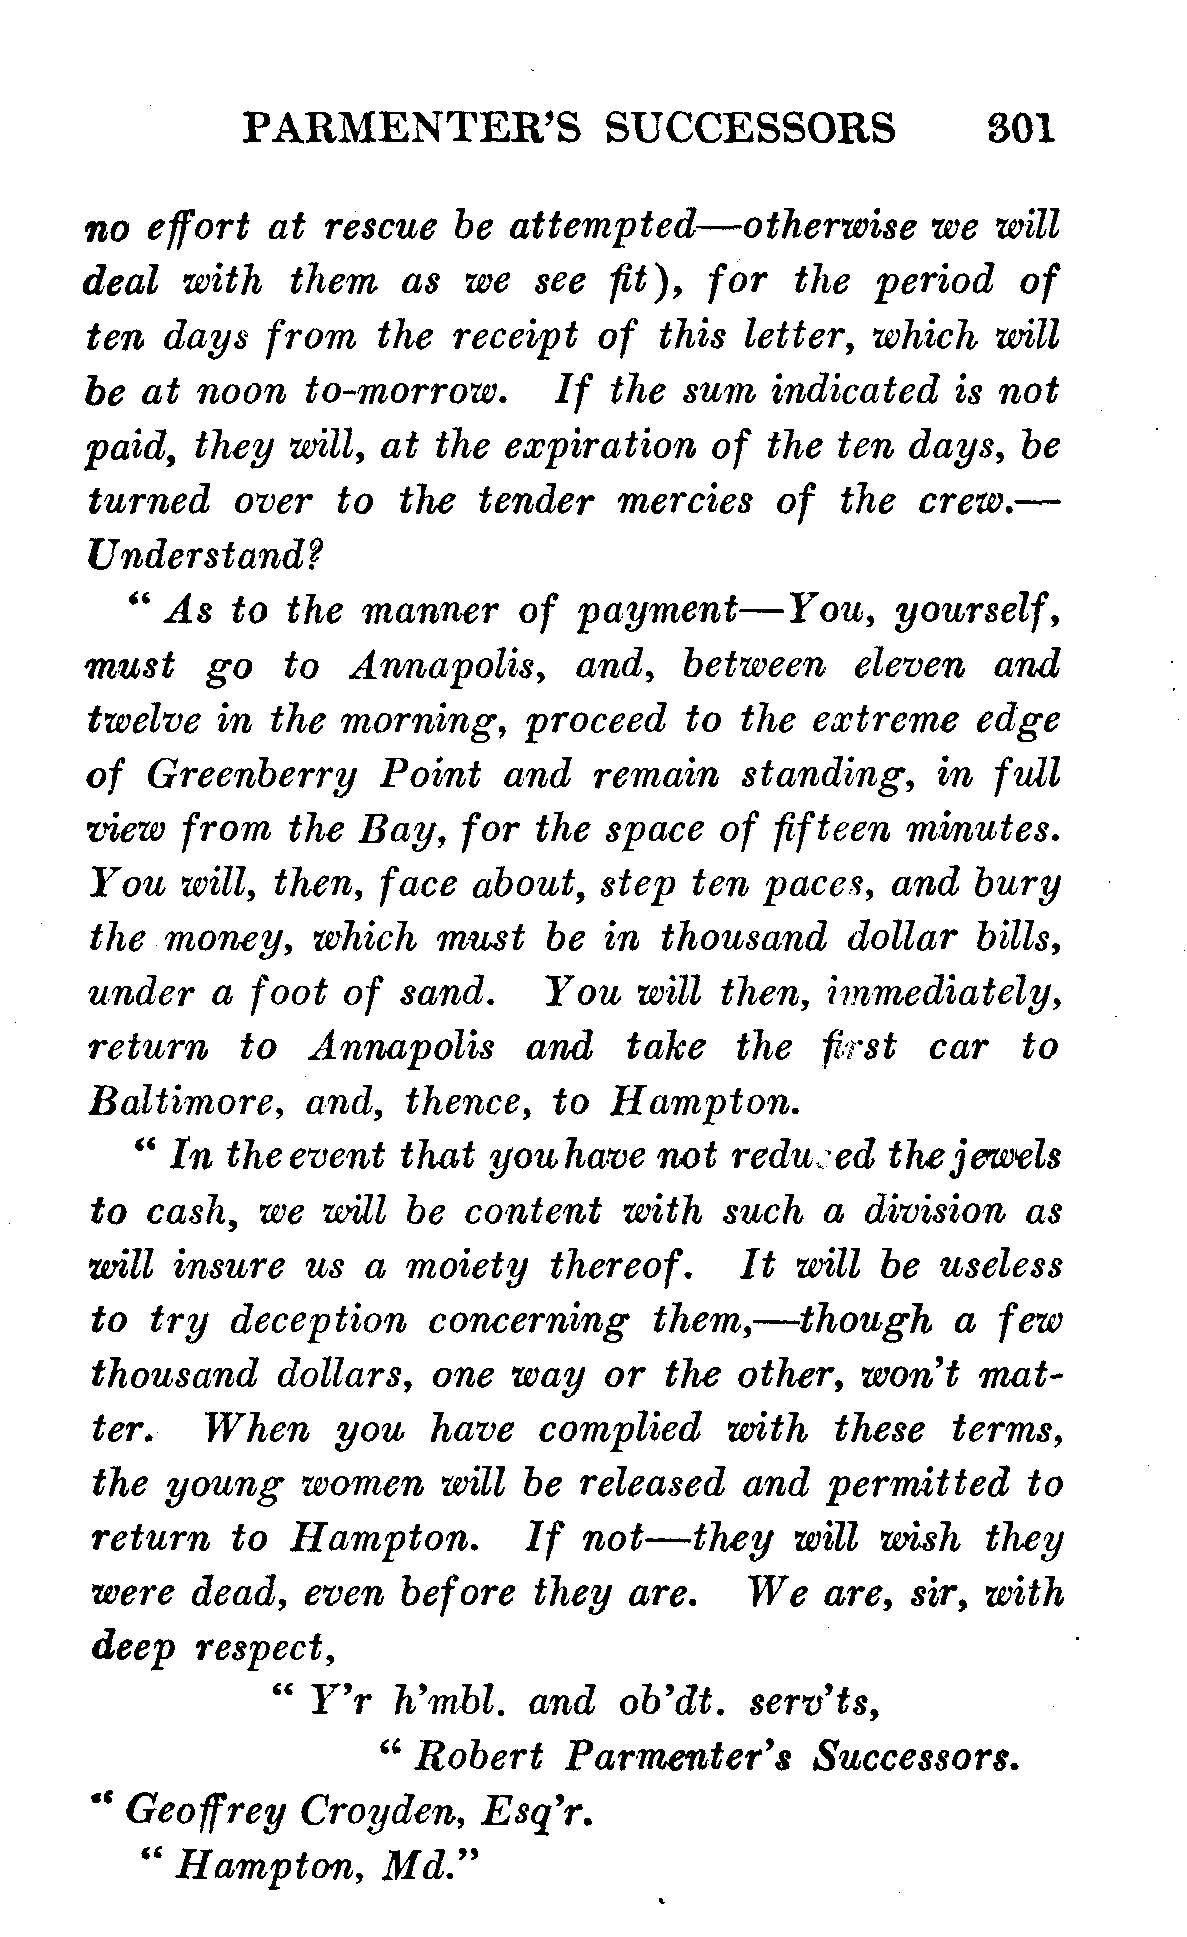 PARMENTER'S SUCCESSORS 301
no effort at rescue be attempted—otherwise we will
deal with them as we see fit), for the period of
ten days from the receipt of this letter, which will
be at noon to-morrow. If the sum indicated is not
paid, they will, at the expiration of the ten days, be
turned over to the tender mercies of the crew.—
Understand?
“ As to the manner of payment—You, yourself,
must go to Annapolis, and, between eleven and
twelve in the morning, proceed to the extreme edge
of Greenberry Point and remain standing, in full
view from the Bay, for the space of fifteen minutes.
You will, then, face about, step ten paces, and bury
the money, which must be in thousand dollar bills,
under a foot of sand. You will then, immediately,
return to Annapolis and take the first car to
Baltimore, and, thence, to Hampton.
“ In the event that you have not reduced the jewels
to cash, we will be content with such a division as
will insure us a moiety thereof. It will be useless
to try deception concerning them,—though a few
thousand dollars, one way or the other, won't mat-
ter. When you have complied with these terms,
the young women will be released and permitted to
return to Hampton. If not—they will wish they
were dead, even before they are. We are, sir, with
deep respect,
“ Y'r h'mbl. and ob'dt. serv'ts,
“ Robert Parmenter's Successors.
“ Geoffrey Croyden, Esq'r.
“ Hampton, Md.”